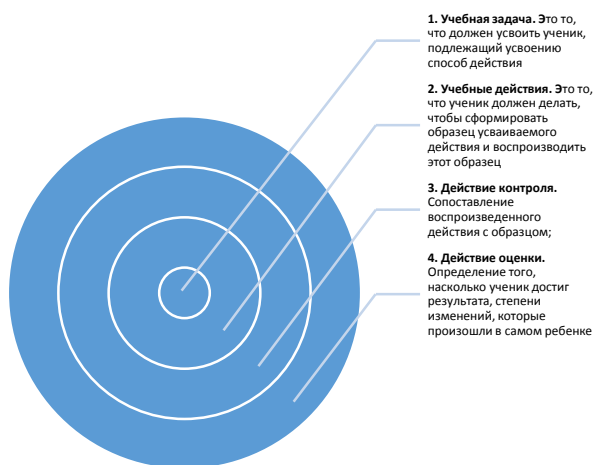 1. Учебная задача. Это то,
что должен усвоить ученик,
подлежащий усвоению
способ действия
2. Учебные действия. Это то,
что ученик должен делать,
чтобы сформировать
образец усваиваемого
действия и воспроизводить
этот образец
3. Действие контроля.
Сопоставление
воспроизведенного
действия с образцом;
4. Действие оценки.
Определение того,
насколько ученик достиг
результата, степени
изменений, которые
произошли в самом ребенке